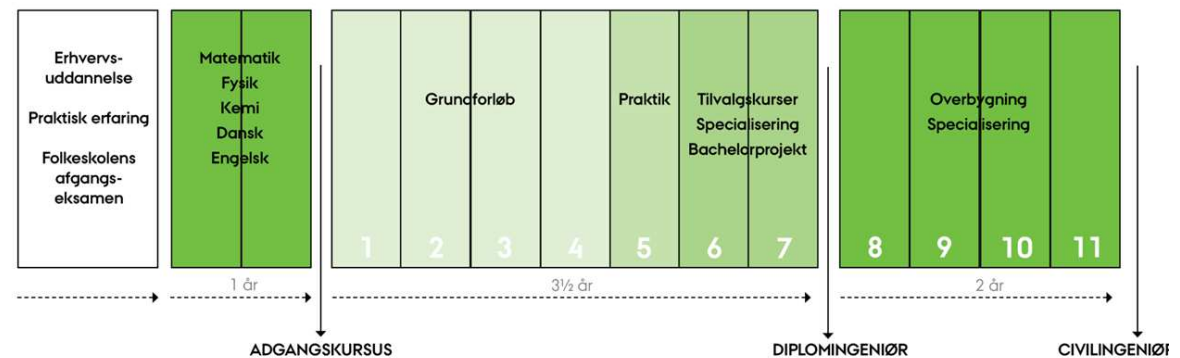 Erhvervs-
uddannelse
Praktisk erfaring
Folkeskolens
afgangs-
eksamen
Matematik
Fysik
Kemi
Dansk
Engelsk
Grundforløb
Praktik
Tilvalgskurser
Specialisering
Bachelorprojekt
Overbygning
Specialisering
1 2 3 4 5 6 7 8 9 10 11
1 år
3½ år
2 år
ADGANGSKURSUS
DIPLOMINGENIØR
CIVILINGENIØR